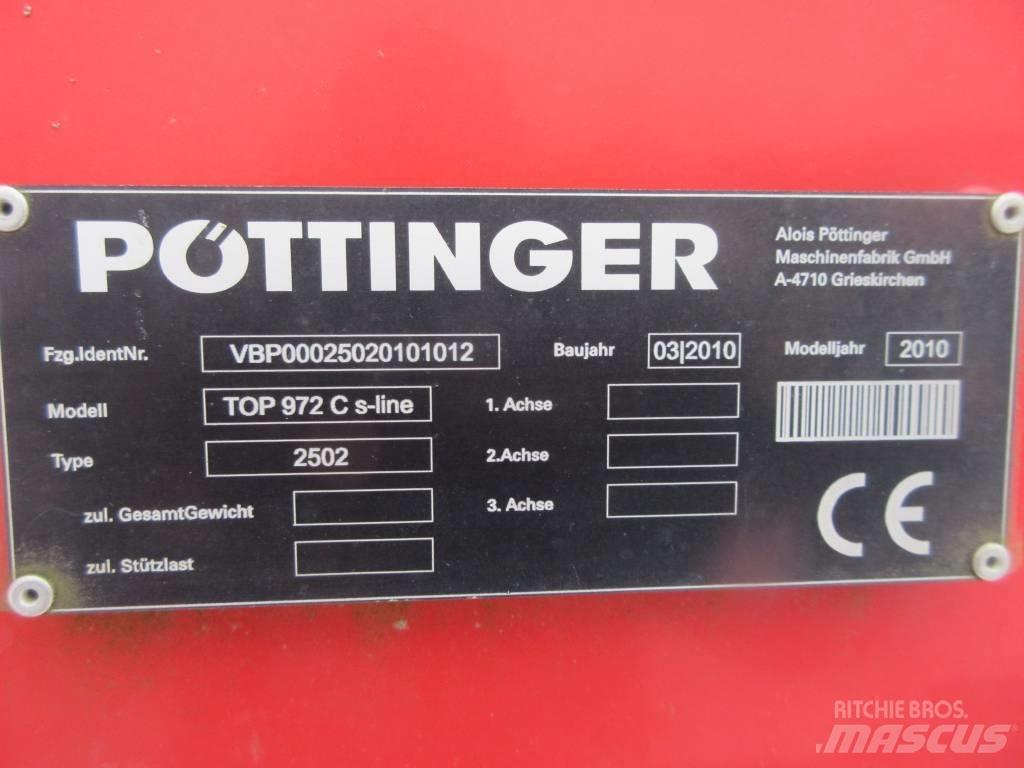 PÖTTINGER
Alois Pöttinger
Maschinenfabrik GmbH
A-4710 Grieskirchen
Fzg.IdentNr. VBP00025020101012 Baujahr 03|2010 Modelljahr 2010
Modell TOP 972 C s-line 1. Achse
Type 2502 2.Achse
zul. GesamtGewicht 3. Achse
zul. Stützlast
CE
RITCHIE BROS.
MASCUS